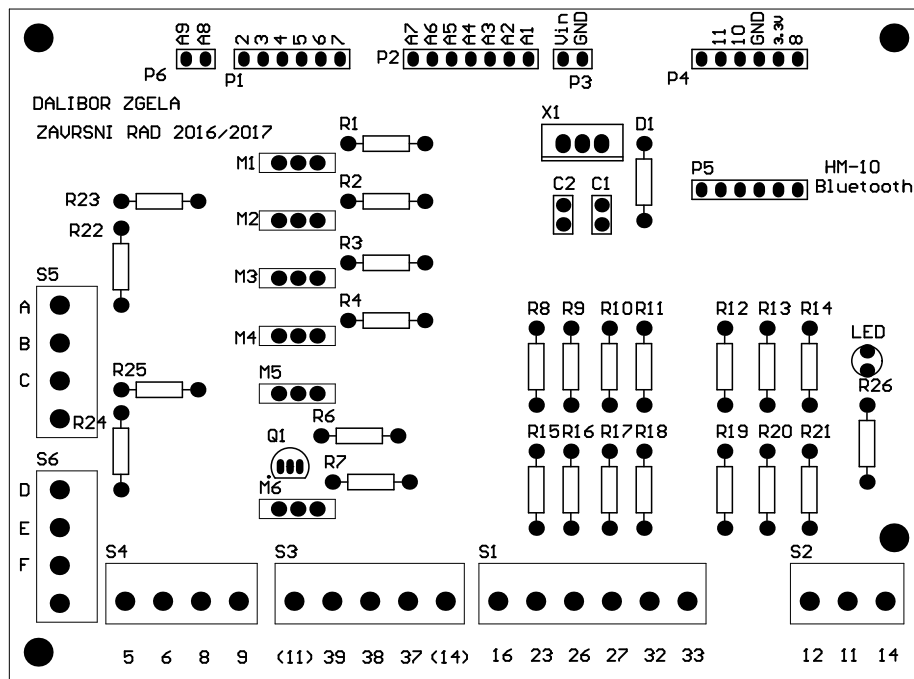 A9 A8 2 3 4 5 6 7 A7 A6 A5 A4 A3 A2 A1 Vin GND 11 10 GND 3.3V 8
P6 P1 P2 P3 P4
DALIBOR ZGELA
ZAVRSNI RAD 2016/2017
R1 X1 D1
M1
P5 HM-10
Bluetooth
R23 R2 C2 C1
M2
R22
R3
S5 M3
A R4 R8 R9 R10 R11 R12 R13 R14
B M4 LED
C R25 M5 R26
R24 R6
Q1 R15 R16 R17 R18 R19 R20 R21
S6 R7
D M6
E
F S4 S3 S1 S2
5 6 8 9 (11) 39 38 37 (14) 16 23 26 27 32 33 12 11 14